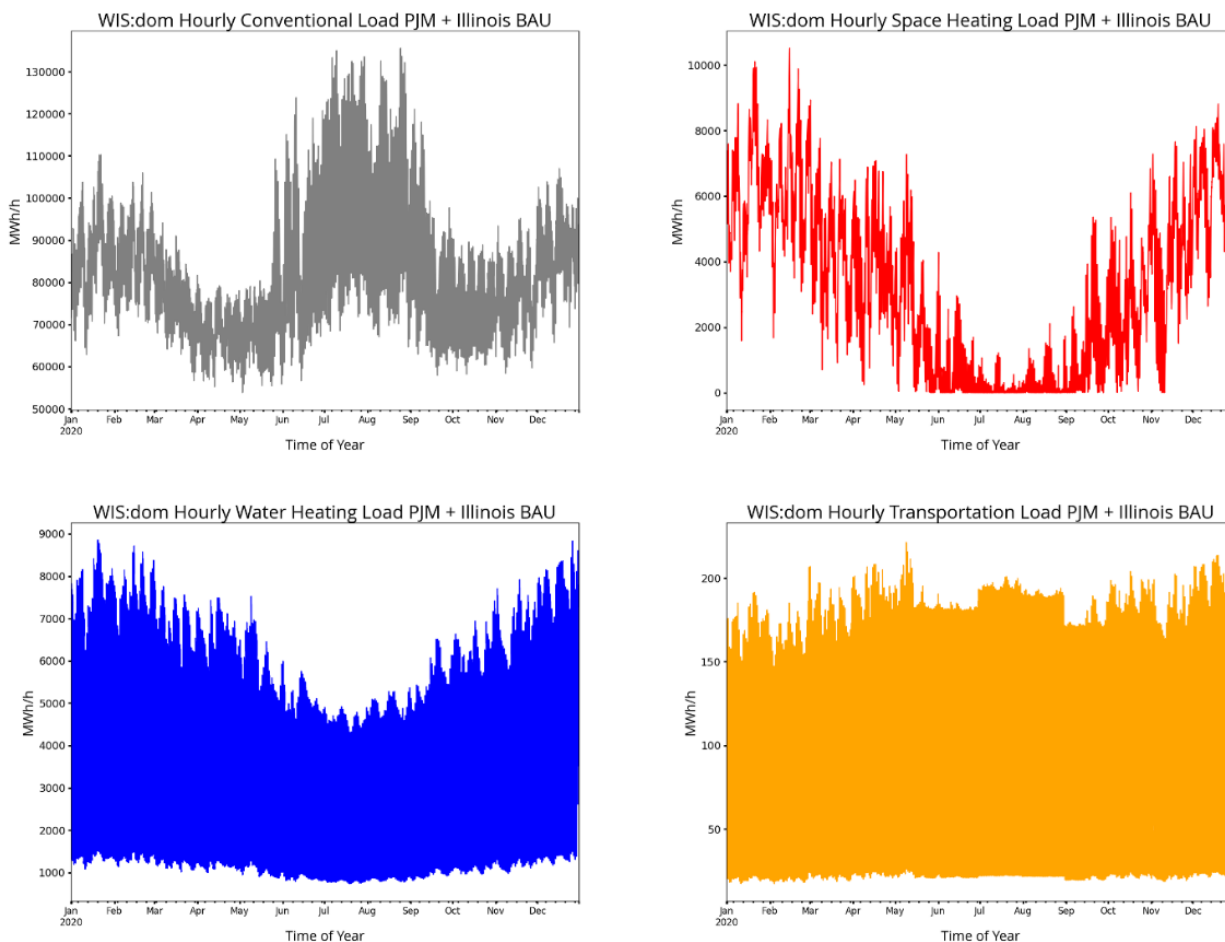 WIS:dom Hourly Conventional Load PJM + Illinois BAU
130000
120000
110000
100000
90000
80000
70000
60000
50000
MWh/h
Jan Feb Mar Apr May Jun Jul Aug Sep Oct Nov Dec
2020
Time of Year
WIS:dom Hourly Space Heating Load PJM + Illinois BAU
10000
8000
6000
4000
2000
0
MWh/h
Jan Feb Mar Apr May Jun Jul Aug Sep Oct Nov Dec
2020
Time of Year
WIS:dom Hourly Water Heating Load PJM + Illinois BAU
9000
8000
7000
6000
5000
4000
3000
2000
1000
MWh/h
Jan Feb Mar Apr May Jun Jul Aug Sep Oct Nov Dec
2020
Time of Year
WIS:dom Hourly Transportation Load PJM + Illinois BAU
200
150
100
50
MWh/h
Jan Feb Mar Apr May Jun Jul Aug Sep Oct Nov Dec
2020
Time of Year